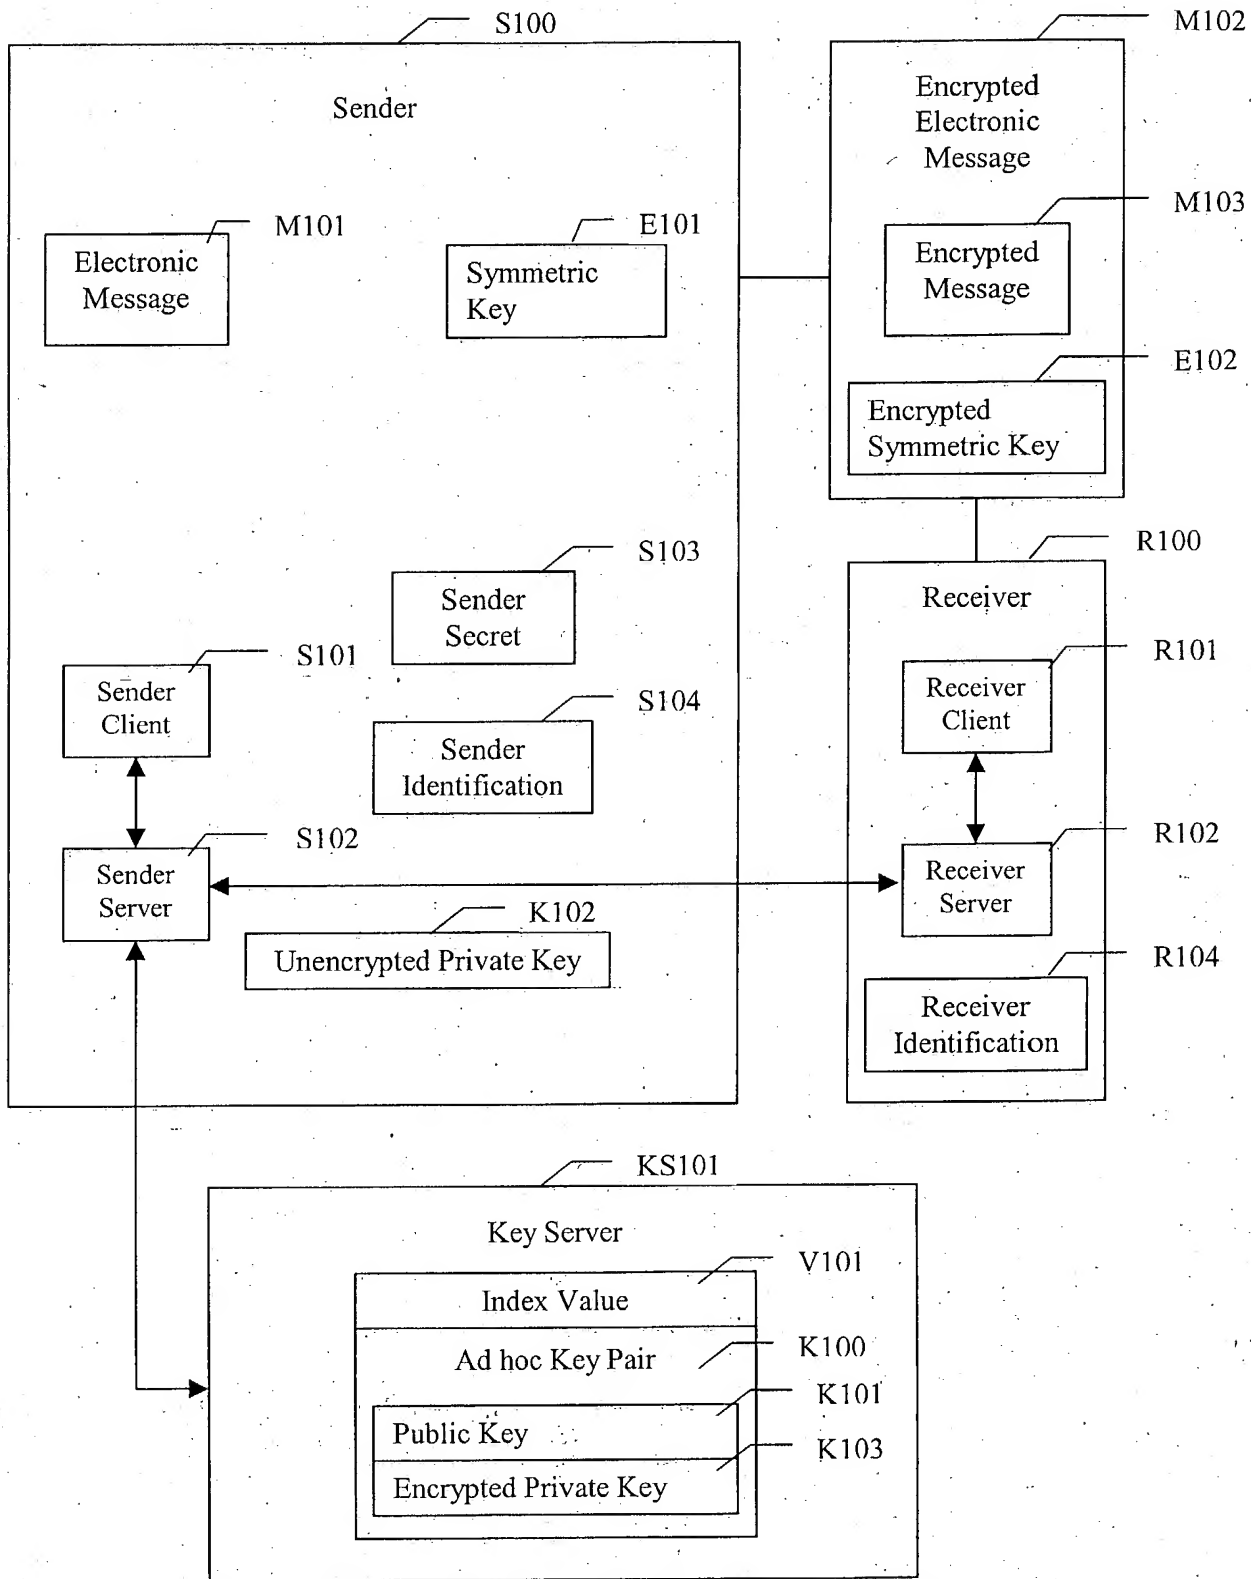 S100
M102
Sender
Encrypted
Electronic
Message
M101
E101
M103
Electronic
Message
Symmetric
Key
Encrypted
Message
E102
Encrypted
Symmetric Key
S103
R100
Sender
Secret
Receiver
S101
R101
Sender
Client
S104
Receiver
Client
Sender
Identification
S102
R102
Sender
Server
Receiver
Server
K102
Unencrypted Private Key
R104
Receiver
Identification
KS101
Key Server
V101
Index Value
Ad hoc Key Pair
K100
K101
Public Key
K103
Encrypted Private Key